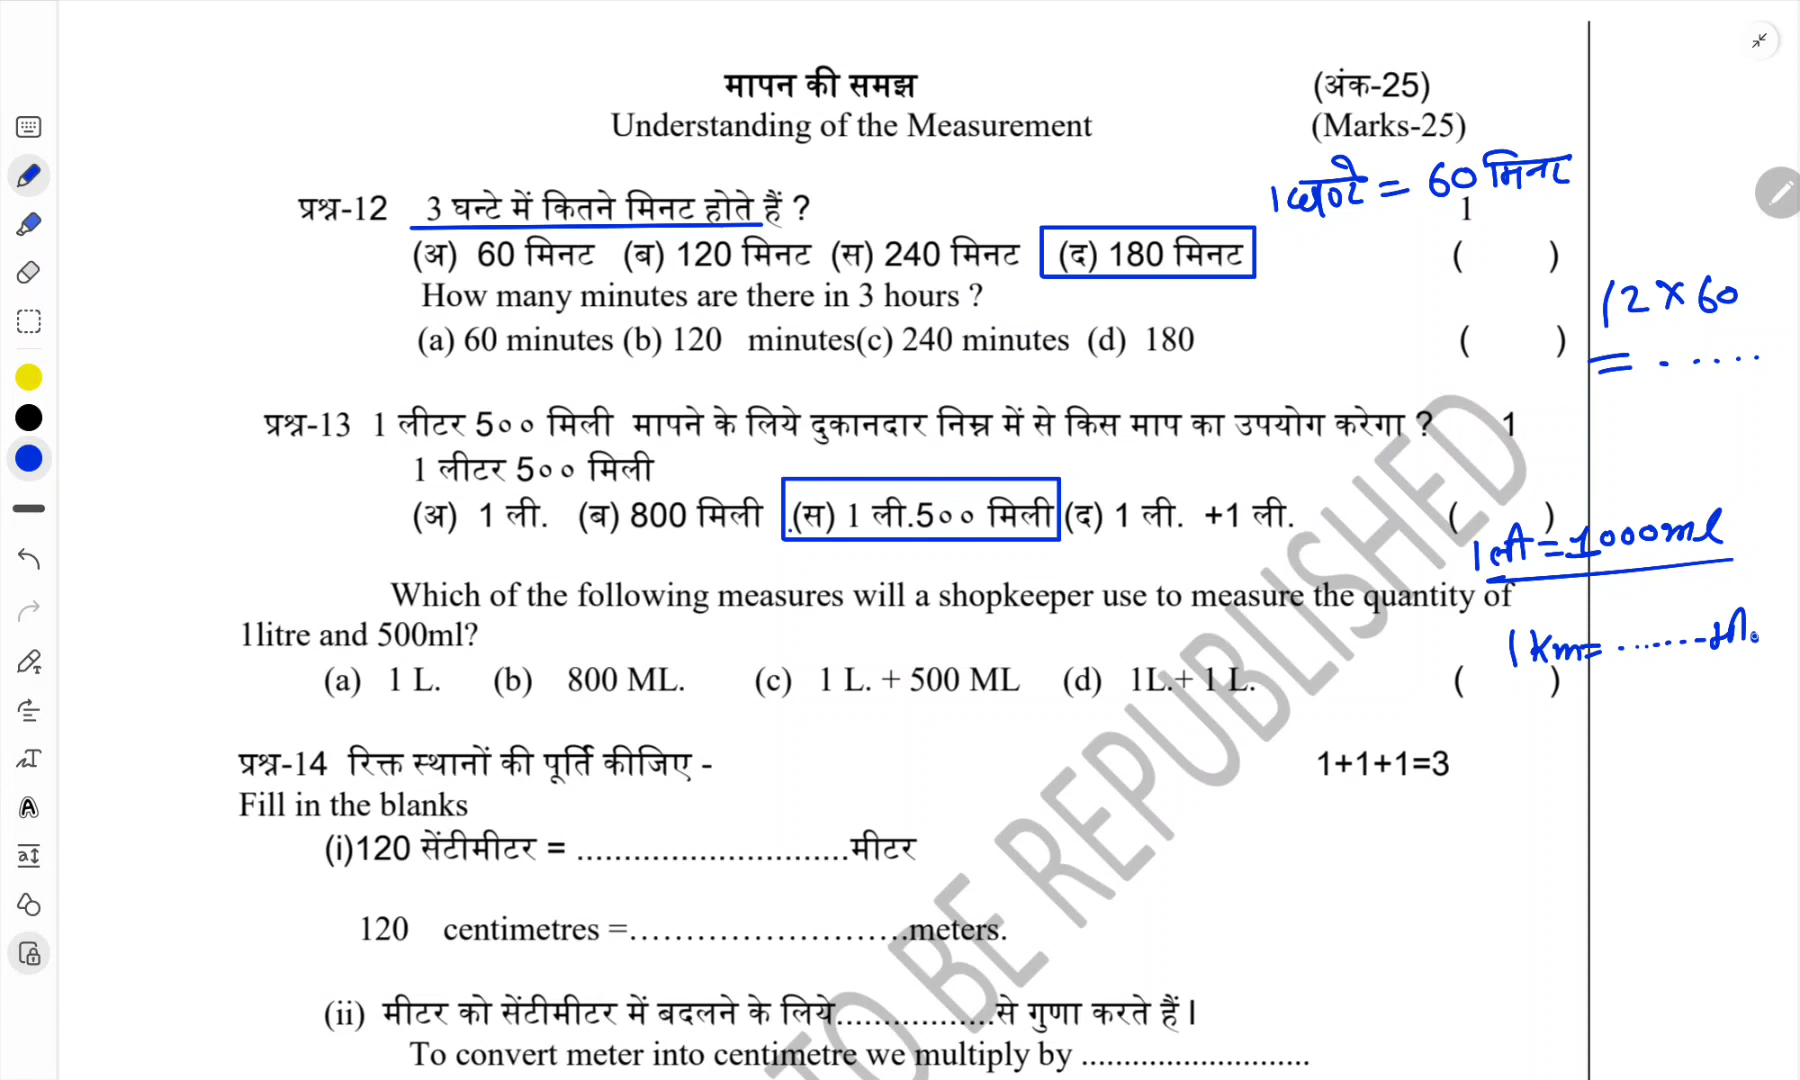 मापन की समझ (अंक-25)
Understanding of the Measurement (Marks-25)
1 घण्टे = 60 मिनट
प्रश्न-12 3 घन्टे में कितने मिनट होते हैं ? 1
(अ) 60 मिनट (ब) 120 मिनट (स) 240 मिनट (द) 180 मिनट ( )
How many minutes are there in 3 hours ?
12 x 60
(a) 60 minutes (b) 120 minutes(c) 240 minutes (d) 180 ( )
= . .....
प्रश्न-13 1 लीटर 5०० मिली मापने के लिये दुकानदार निम्न में से किस माप का उपयोग करेगा ? 1
1 लीटर 5०० मिली
(अ) 1 ली. (ब) 800 मिली (स) 1 ली.5०० मिली (द) 1 ली. +1 ली. ( )
1 ली = 1000ml
Which of the following measures will a shopkeeper use to measure the quantity of
1litre and 500ml?
1 Km= ....... मी.
(a) 1 L. (b) 800 ML. (c) 1 L. + 500 ML (d) 1L.+ 1 L. ( )
प्रश्न-14 रिक्त स्थानों की पूर्ति कीजिए - 1+1+1=3
Fill in the blanks
(i)120 सेंटीमीटर = .............................मीटर
120 centimetres =.........................meters.
(ii) मीटर को सेंटीमीटर में बदलने के लिये.................से गुणा करते हैं।
To convert meter into centimetre we multiply by ...........................
TO BE REPUBLISHED